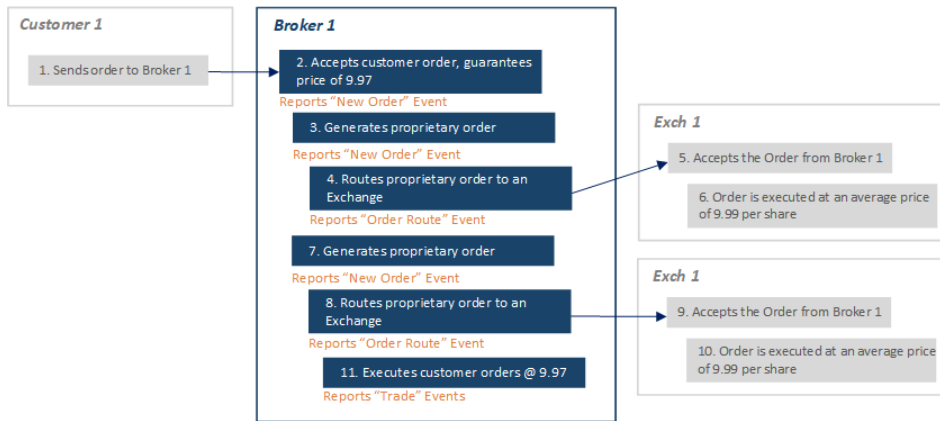 Customer 1
1. Sends order to Broker 1
Broker 1
2. Accepts customer order, guarantees
price of 9.97
Reports “New Order” Event
3. Generates proprietary order
Reports “New Order” Event
4. Routes proprietary order to an
Exchange
Reports “Order Route” Event
Exch 1
5. Accepts the Order from Broker 1
6. Order is executed at an average price
of 9.99 per share
7. Generates proprietary order
Reports “New Order” Event
8. Routes proprietary order to an
Exchange
Reports “Order Route” Event
Exch 1
9. Accepts the Order from Broker 1
10. Order is executed at an average price
of 9.99 per share
11. Executes customer orders @ 9.97
Reports “Trade” Events